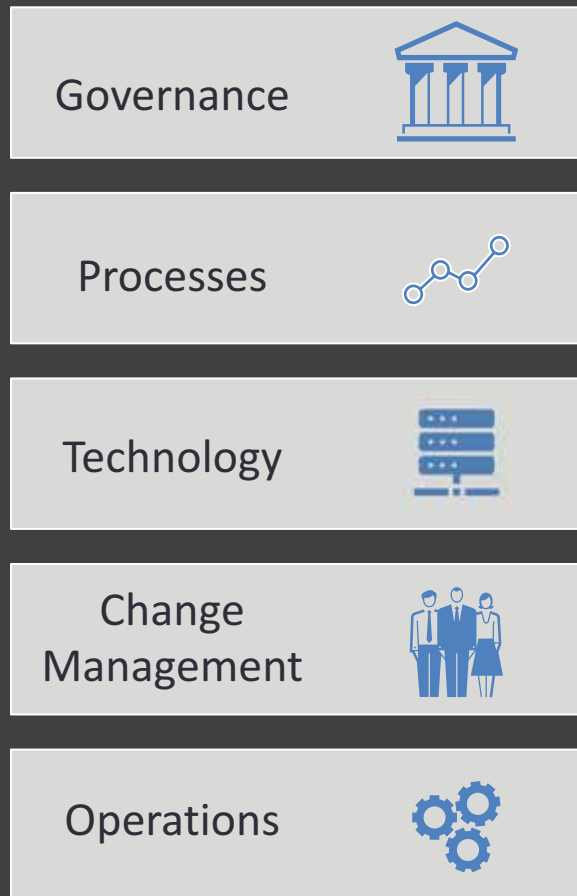 Governance
Processes
Technology
Change
Management
Operations